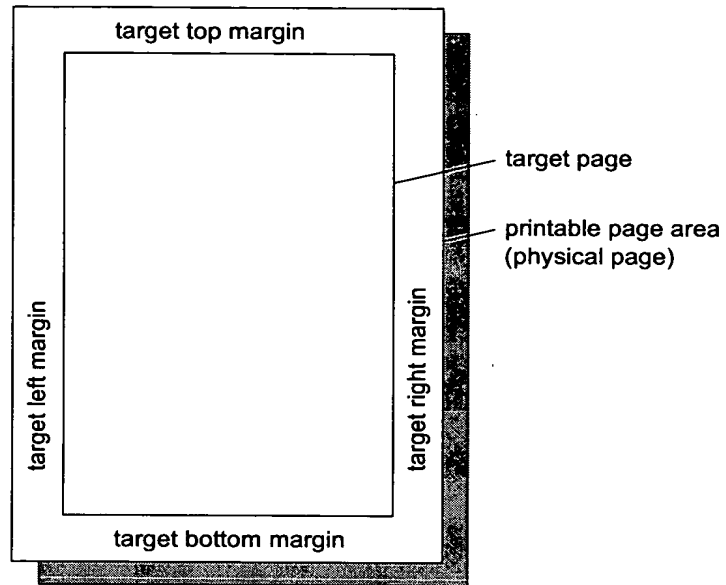 target top margin
target page
printable page area
(physical page)
target left margin
target right margin
target bottom margin